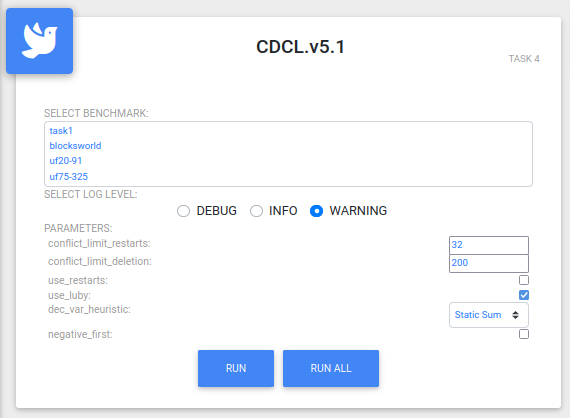 CDCL.v5.1
TASK 4
SELECT BENCHMARK:
task1
blocksworld
uf20-91
uf75-325
SELECT LOG LEVEL:
DEBUG INFO WARNING
PARAMETERS:
conflict_limit_restarts: 32
conflict_limit_deletion: 200
use_restarts:
use_luby:
dec_var_heuristic: Static Sum
negative_first:
RUN RUN ALL